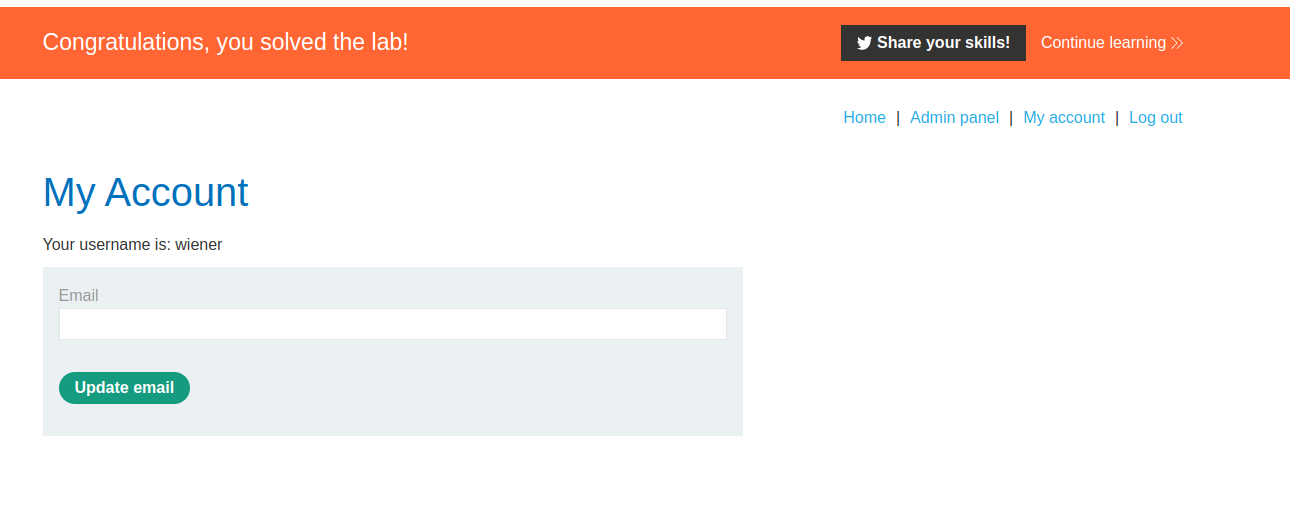 Congratulations, you solved the lab!
Share your skills! Continue learning
Home | Admin panel | My account | Log out
My Account
Your username is: wiener
Email
Update email